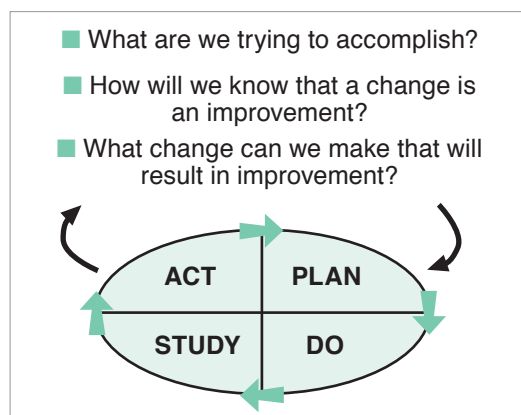 What are we trying to accomplish?
How will we know that a change is
an improvement?
What change can we make that will
result in improvement?
ACT PLAN
STUDY DO